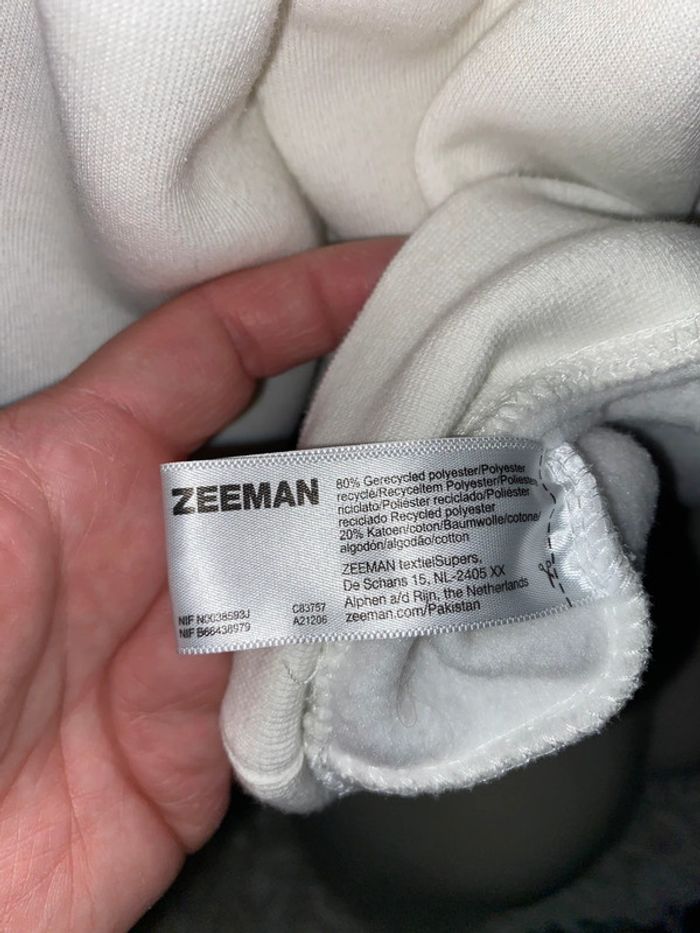 ZEEMAN
80% Gerecycled polyester/Polyester
recyclé/Recyceltem Polyester/Poliestere
riciclato/Poliéster reciclado/Poliéster
reciclado Recycled polyester
20% Katoen/coton/Baumwolle/cotone/
algodón/algodão/cotton
ZEEMAN textielSupers,
De Schans 15, NL-2405 XX
Alphen a/d Rijn, the Netherlands
zeeman.com/Pakistan
NIF N0038593J
NIF B66436979
C83757
A21206